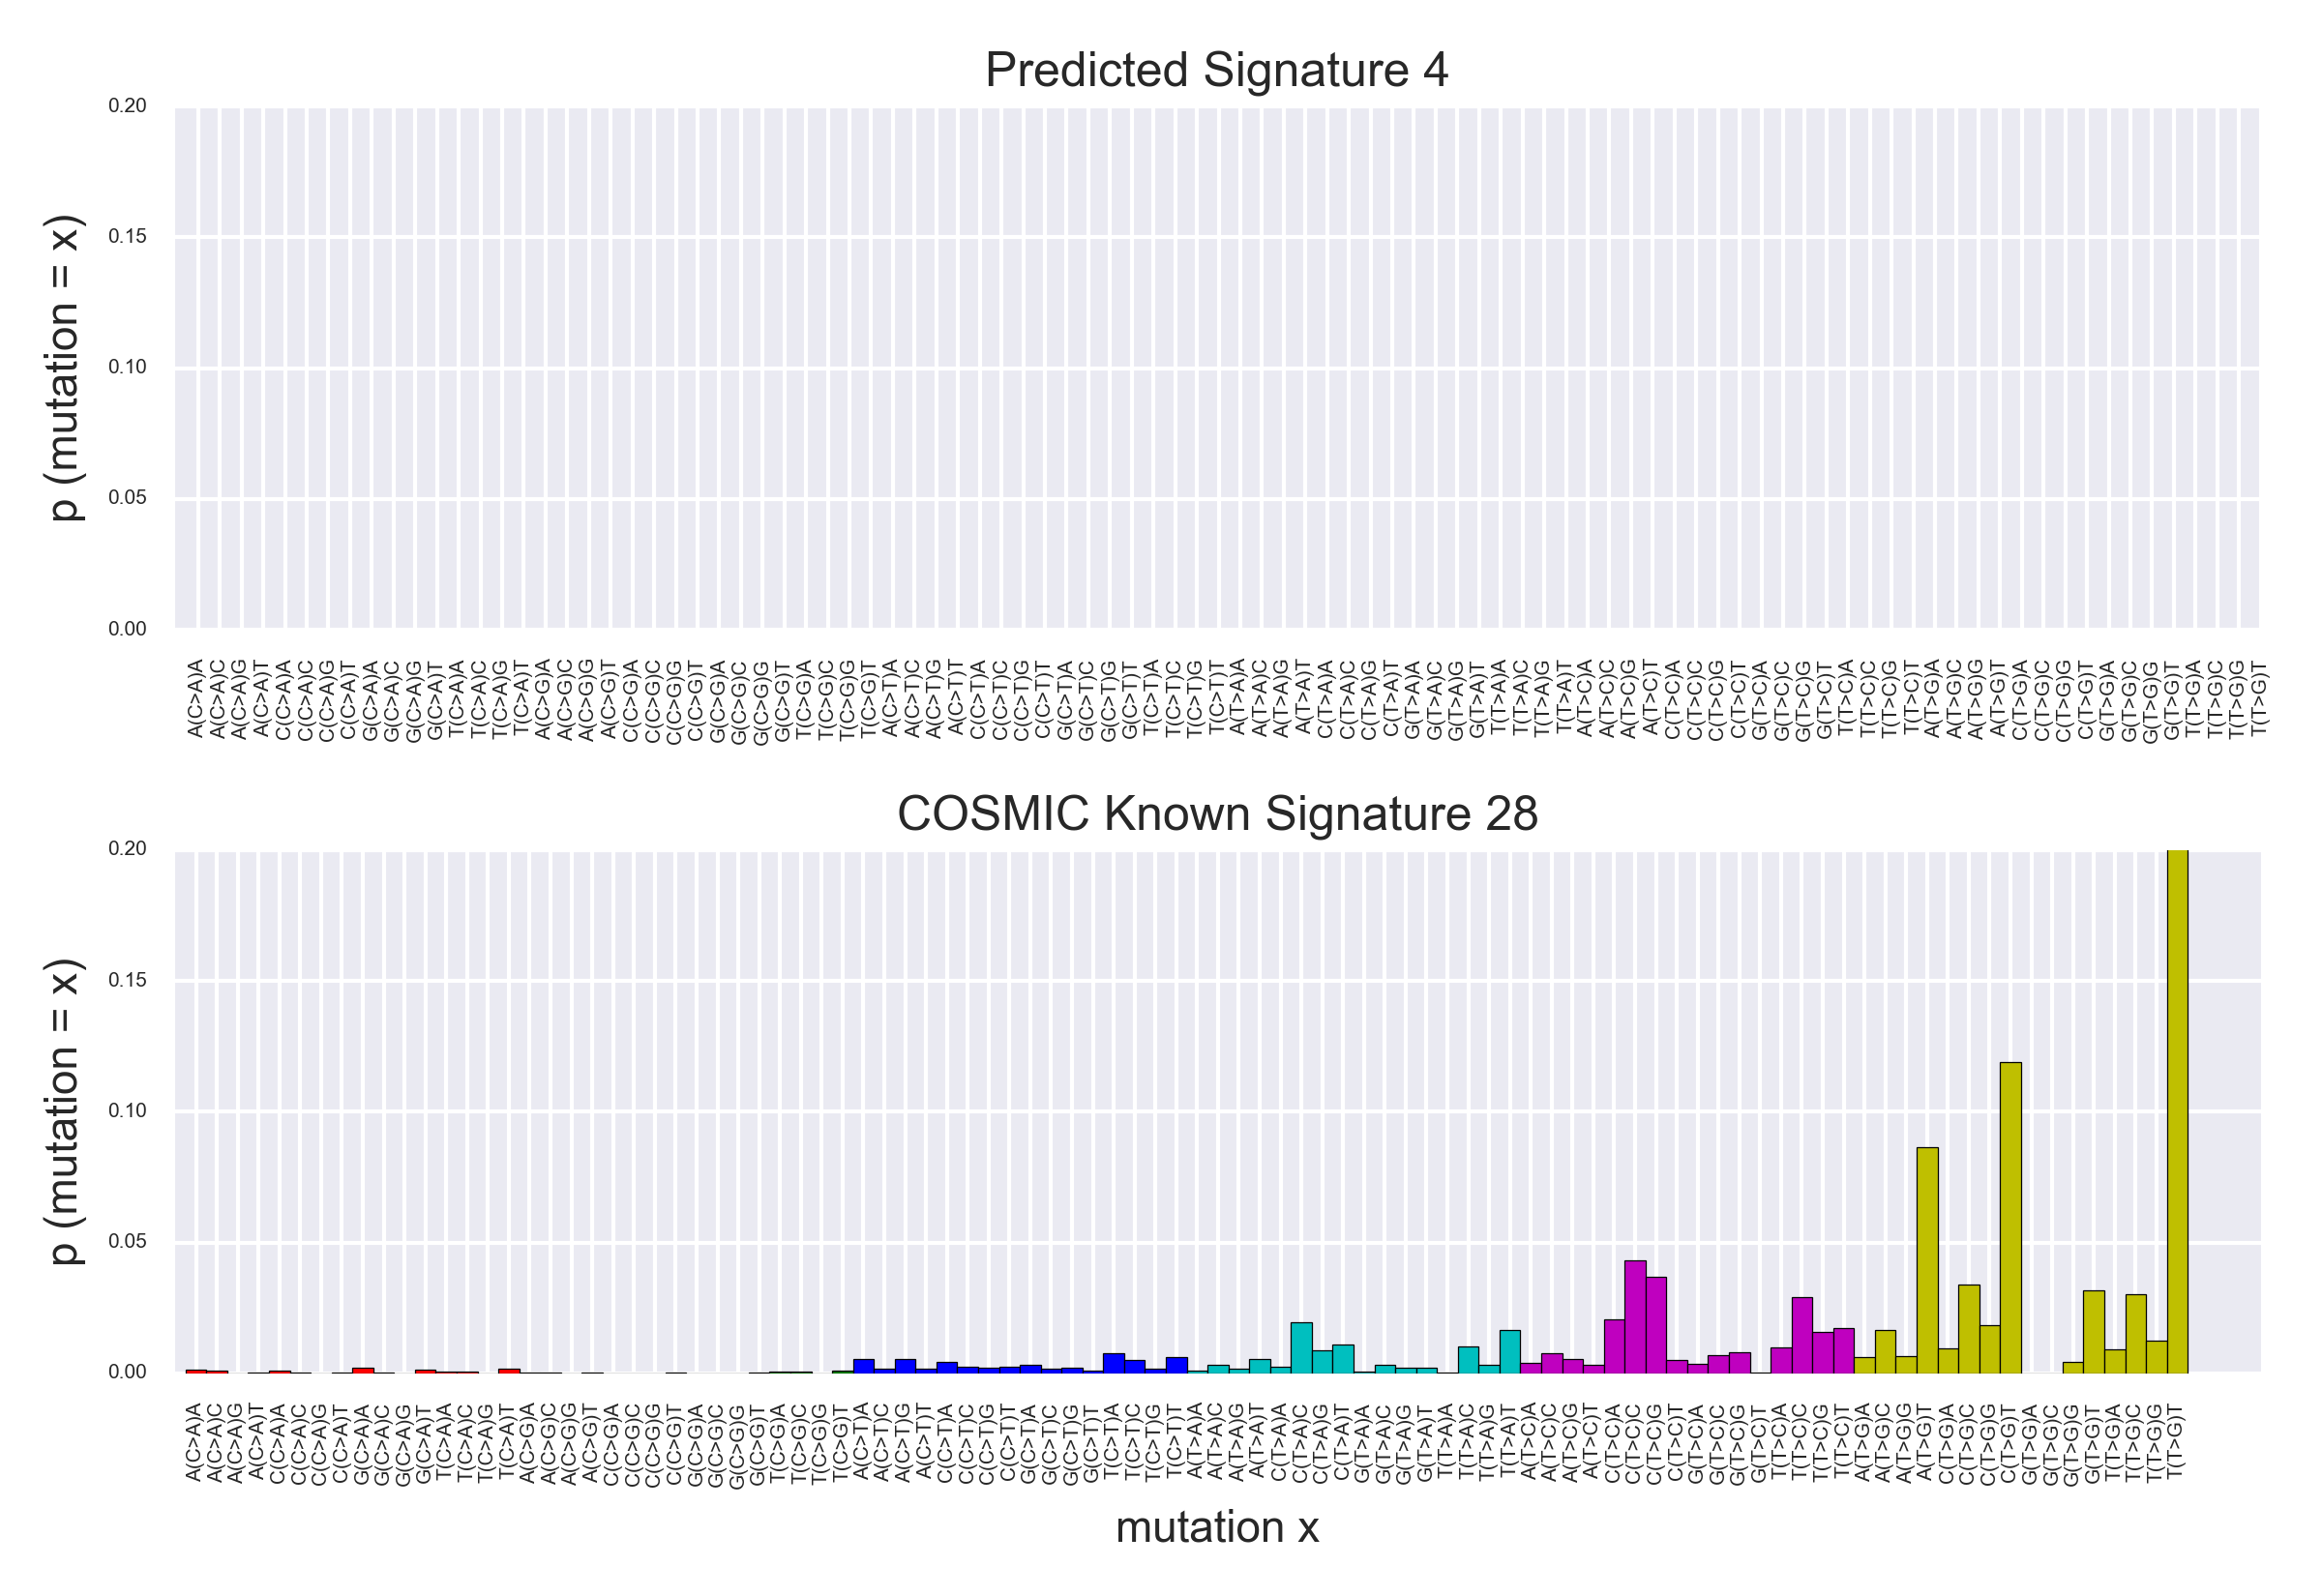 Predicted Signature 4
p (mutation = x)
0.20
0.15
0.10
0.05
0.00
A(C>A)A A(C>A)C A(C>A)G A(C>A)T C(C>A)A C(C>A)C C(C>A)G C(C>A)T G(C>A)A G(C>A)C G(C>A)G G(C>A)T T(C>A)A T(C>A)C T(C>A)G T(C>A)T A(C>G)A A(C>G)C A(C>G)G A(C>G)T C(C>G)A C(C>G)C C(C>G)G C(C>G)T G(C>G)A G(C>G)C G(C>G)G G(C>G)T T(C>G)A T(C>G)C T(C>G)G T(C>G)T A(C>T)A A(C>T)C A(C>T)G A(C>T)T C(C>T)A C(C>T)C C(C>T)G C(C>T)T G(C>T)A G(C>T)C G(C>T)G G(C>T)T T(C>T)A T(C>T)C T(C>T)G T(C>T)T A(T>A)A A(T>A)C A(T>A)G A(T>A)T C(T>A)A C(T>A)C C(T>A)G C(T>A)T G(T>A)A G(T>A)C G(T>A)G G(T>A)T T(T>A)A T(T>A)C T(T>A)G T(T>A)T A(T>C)A A(T>C)C A(T>C)G A(T>C)T C(T>C)A C(T>C)C C(T>C)G C(T>C)T G(T>C)A G(T>C)C G(T>C)G G(T>C)T T(T>C)A T(T>C)C T(T>C)G T(T>C)T A(T>G)A A(T>G)C A(T>G)G A(T>G)T C(T>G)A C(T>G)C C(T>G)G C(T>G)T G(T>G)A G(T>G)C G(T>G)G G(T>G)T T(T>G)A T(T>G)C T(T>G)G T(T>G)T
COSMIC Known Signature 28
p (mutation = x)
0.20
0.15
0.10
0.05
0.00
A(C>A)A A(C>A)C A(C>A)G A(C>A)T C(C>A)A C(C>A)C C(C>A)G C(C>A)T G(C>A)A G(C>A)C G(C>A)G G(C>A)T T(C>A)A T(C>A)C T(C>A)G T(C>A)T A(C>G)A A(C>G)C A(C>G)G A(C>G)T C(C>G)A C(C>G)C C(C>G)G C(C>G)T G(C>G)A G(C>G)C G(C>G)G G(C>G)T T(C>G)A T(C>G)C T(C>G)G T(C>G)T A(C>T)A A(C>T)C A(C>T)G A(C>T)T C(C>T)A C(C>T)C C(C>T)G C(C>T)T G(C>T)A G(C>T)C G(C>T)G G(C>T)T T(C>T)A T(C>T)C T(C>T)G T(C>T)T A(T>A)A A(T>A)C A(T>A)G A(T>A)T C(T>A)A C(T>A)C C(T>A)G C(T>A)T G(T>A)A G(T>A)C G(T>A)G G(T>A)T T(T>A)A T(T>A)C T(T>A)G T(T>A)T A(T>C)A A(T>C)C A(T>C)G A(T>C)T C(T>C)A C(T>C)C C(T>C)G C(T>C)T G(T>C)A G(T>C)C G(T>C)G G(T>C)T T(T>C)A T(T>C)C T(T>C)G T(T>C)T A(T>G)A A(T>G)C A(T>G)G A(T>G)T C(T>G)A C(T>G)C C(T>G)G C(T>G)T G(T>G)A G(T>G)C G(T>G)G G(T>G)T T(T>G)A T(T>G)C T(T>G)G T(T>G)T
mutation x